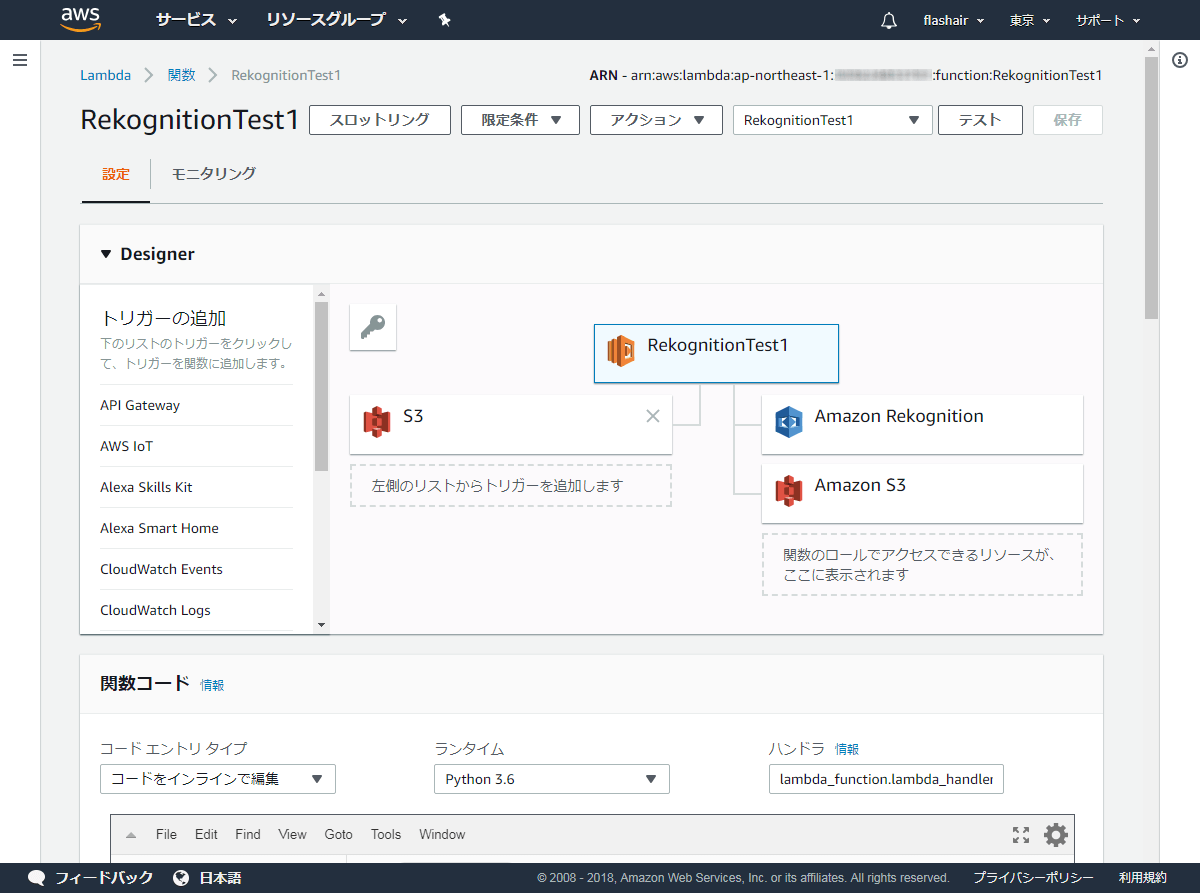 aws サービス リソースグループ flashair 東京 サポート
Lambda 関数 RekognitionTest1 ARN - arn:aws:lambda:ap-northeast-1: :function:RekognitionTest1
RekognitionTest1 スロットリング 限定条件 アクション RekognitionTest1 テスト 保存
設定 モニタリング
Designer
トリガーの追加
下のリストのトリガーをクリックし
て、トリガーを関数に追加します。
API Gateway
AWS IoT
Alexa Skills Kit
Alexa Smart Home
CloudWatch Events
CloudWatch Logs
RekognitionTest1
S3
左側のリストからトリガーを追加します
Amazon Rekognition
Amazon S3
関数のロールでアクセスできるリソースが、
ここに表示されます
関数コード 情報
コード エントリ タイプ ランタイム ハンドラ 情報
コードをインラインで編集 Python 3.6 lambda_function.lambda_handler
File Edit Find View Goto Tools Window
フィードバック 日本語 © 2008 - 2018, Amazon Web Services, Inc. or its affiliates. All rights reserved. プライバシーポリシー 利用規約